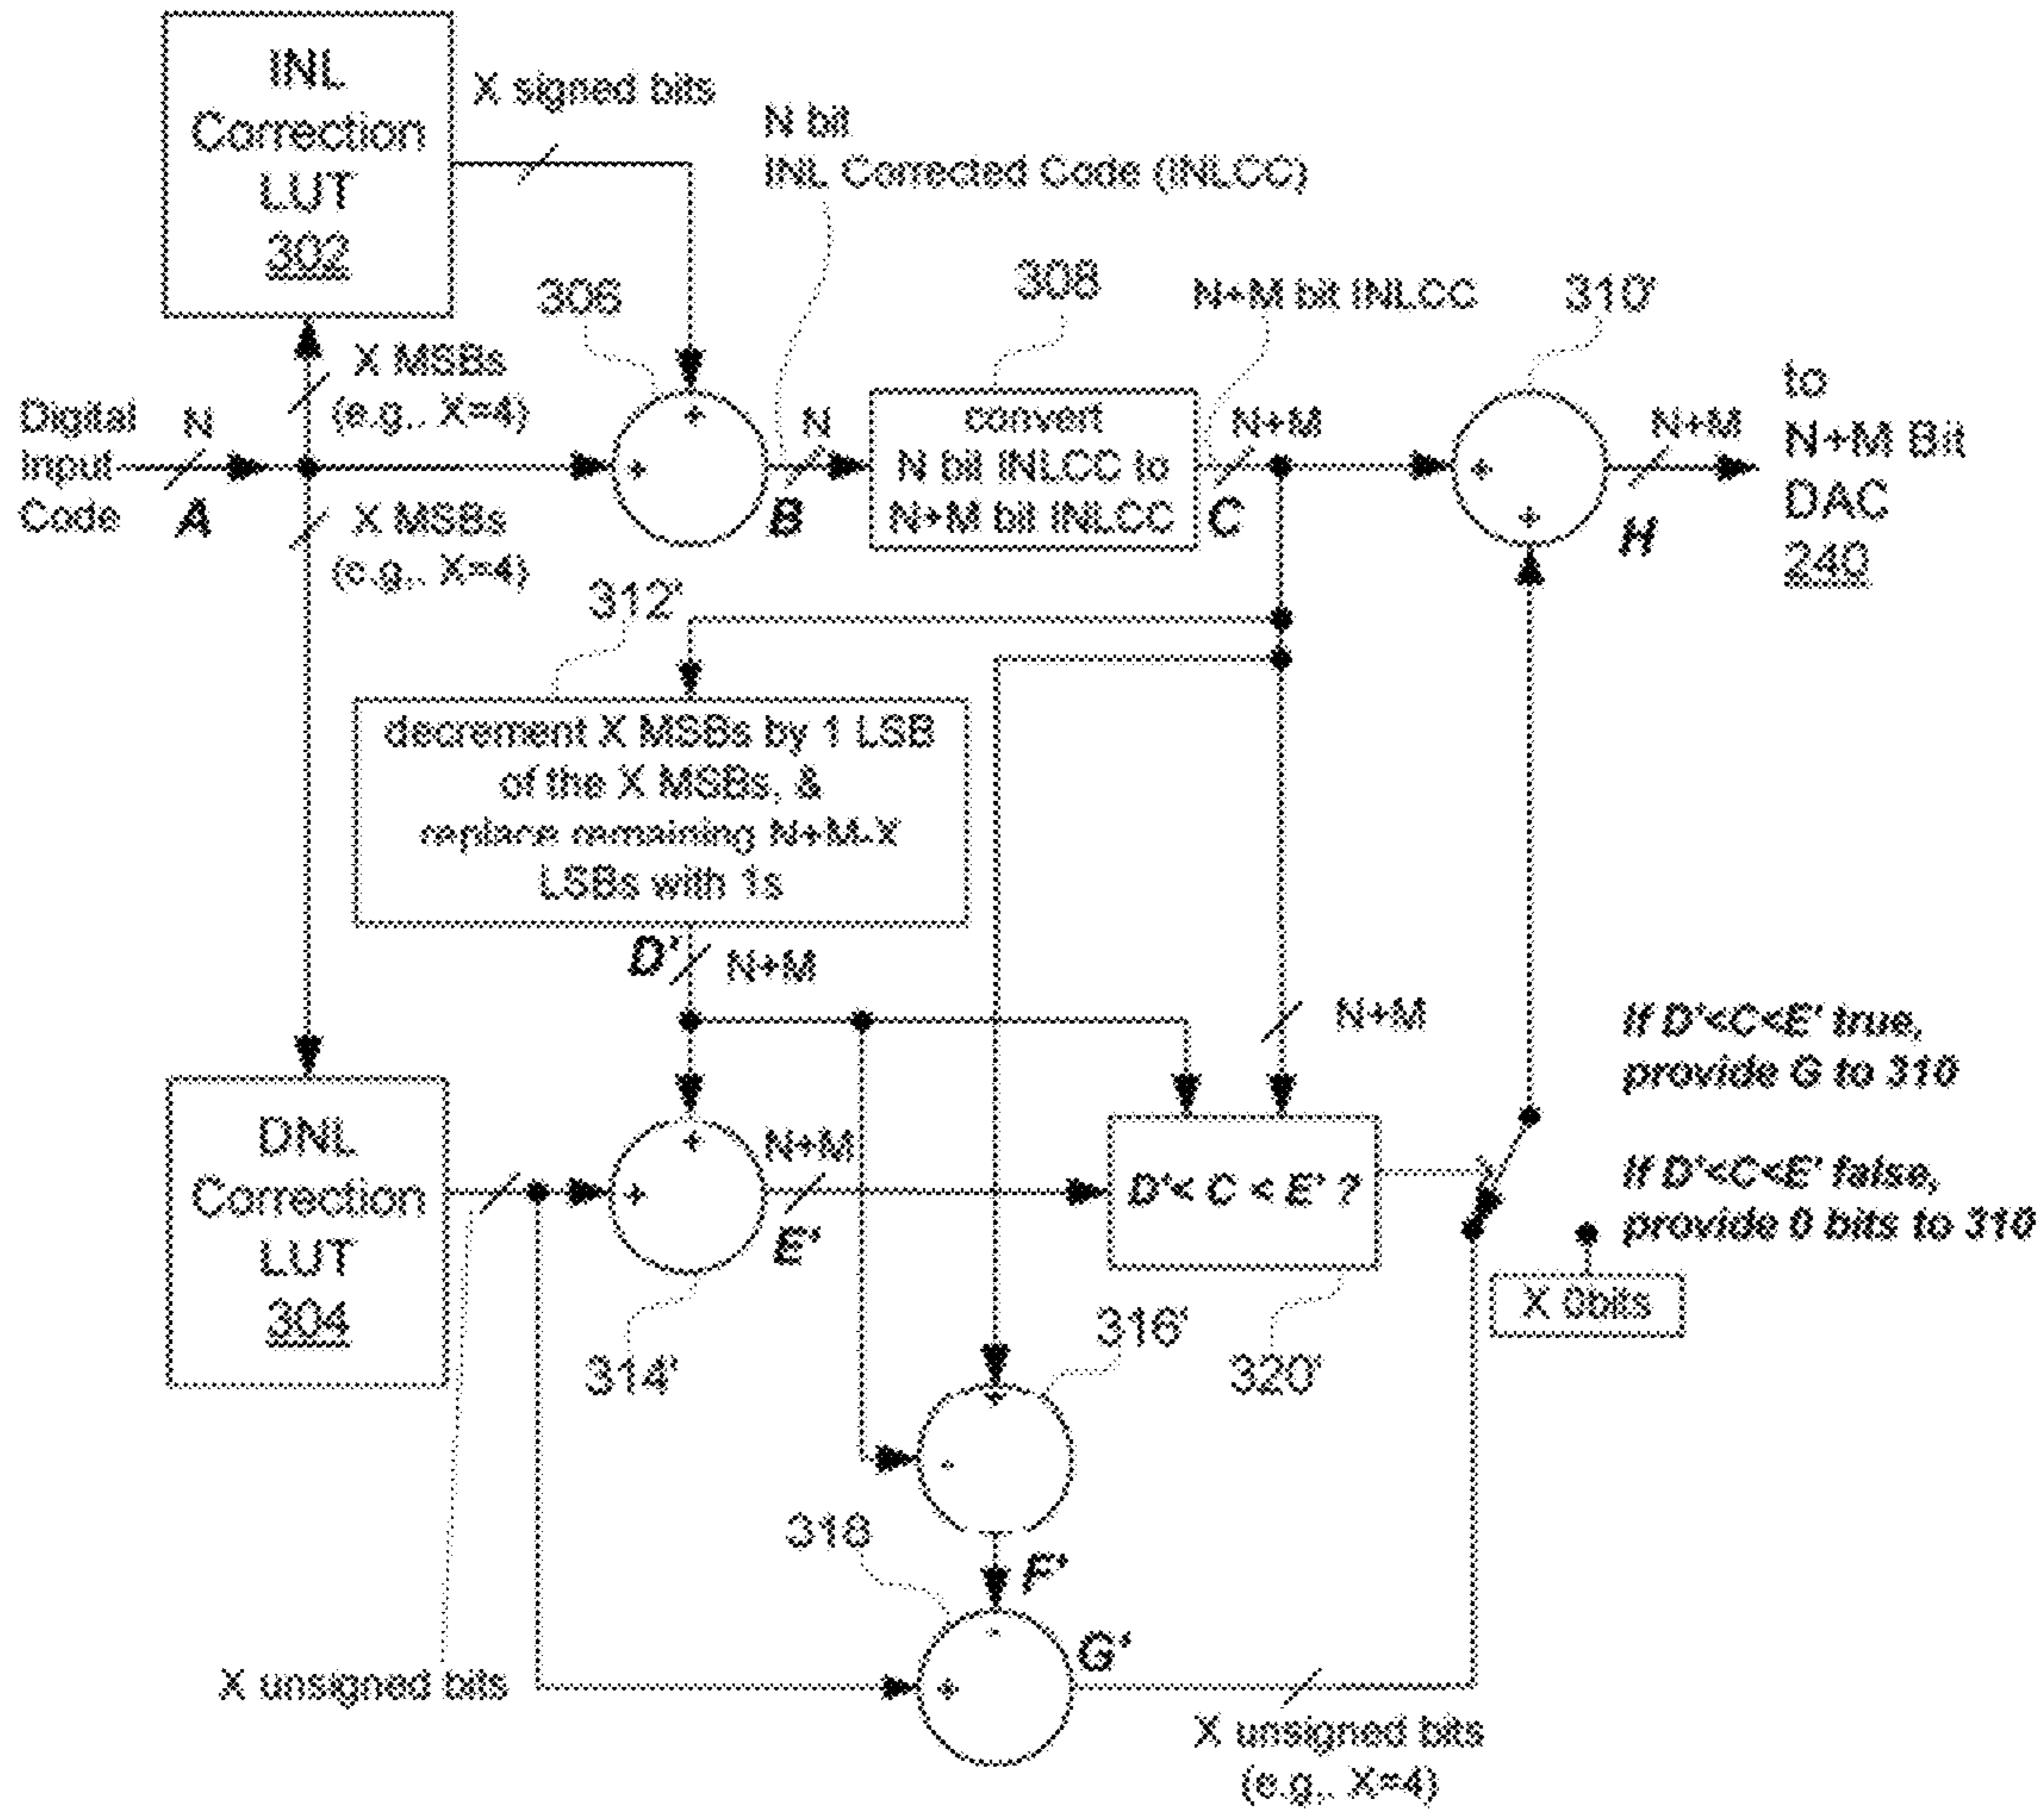 INL
Correction
LUT
302
X signed bits
N bit
INL Corrected Code (INLCC)
306
308
N+M bit INLCC
310'
X MSBs
(e.g., X=4)
Digital
Input
Code
N
A
+
+
B
N
convert
N bit INLCC to
N+M bit INLCC
N+M
C
+
+
N+M
H
to
N+M Bit
DAC
240
X MSBs
(e.g., X=4)
312'
decrement X MSBs by 1 LSB
of the X MSBs, &
replace remaining N+M-X
LSBs with 1s
D'
N+M
N+M
If D'<C<E' true,
provide G to 310
If D'<C<E' false,
provide 0 bits to 310
DNL
Correction
LUT
304
+
+
N+M
E'
D'< C < E' ?
X 0bits
314'
316'
320'
+
-
318
F'
-
+
G'
X unsigned bits
X unsigned bits
(e.g., X=4)